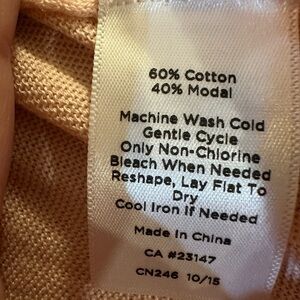 60% Cotton
40% Modal
Machine Wash Cold
Gentle Cycle
Only Non-Chlorine
Bleach When Needed
Reshape, Lay Flat To
Dry
Cool Iron If Needed
Made In China
CA #23147
CN246 10/15